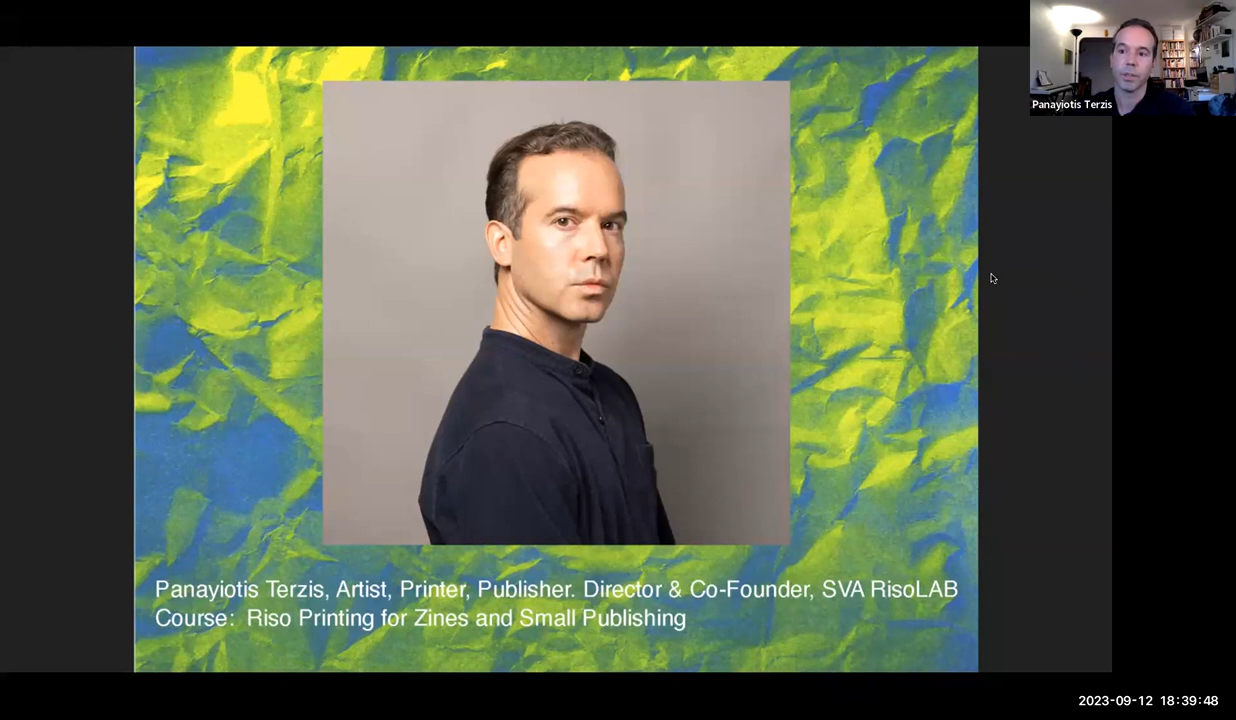 Panayiotis Terzis
Panayiotis Terzis, Artist, Printer, Publisher. Director & Co-Founder, SVA RisoLAB
Course:  Riso Printing for Zines and Small Publishing
2023-09-12 18:39:48